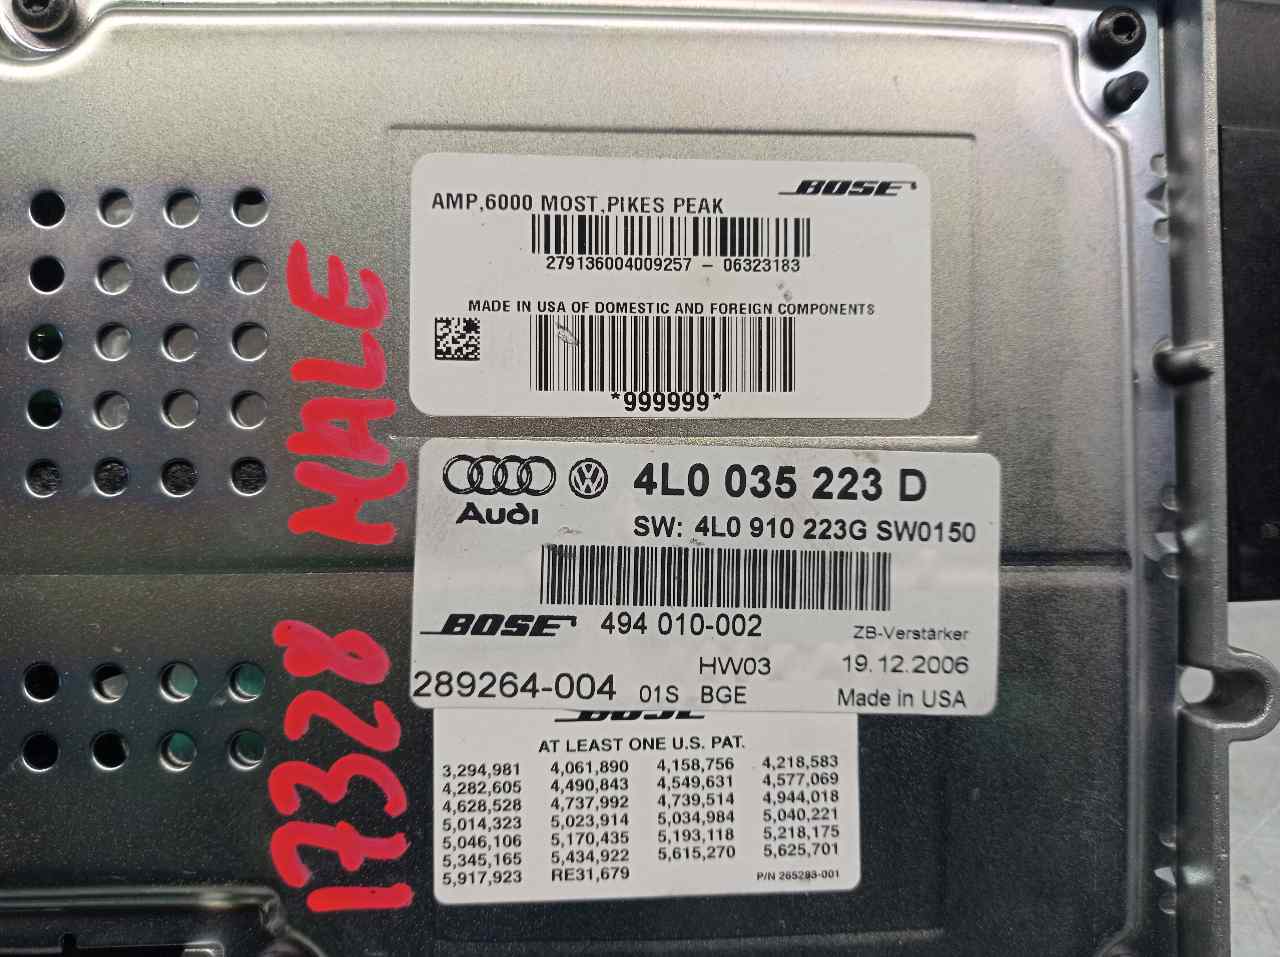 BOSE
AMP,6000 MOST,PIKES PEAK
279136004009257 - 06323183
MADE IN USA OF DOMESTIC AND FOREIGN COMPONENTS
*999999*
Audi
4L0 035 223 D
SW: 4L0 910 223G SW0150
BOSE 494 010-002 ZB-Verstärker
HW03 19.12.2006
289264-004 01S BGE Made in USA
BOSE
AT LEAST ONE U.S. PAT.
3,294,981 4,061,890 4,158,756 4,218,583
4,282,605 4,490,843 4,549,631 4,577,069
4,628,528 4,737,992 4,739,514 4,944,018
5,014,323 5,023,914 5,034,984 5,040,221
5,046,106 5,170,435 5,193,118 5,218,175
5,345,165 5,434,922 5,615,270 5,625,701
5,917,923 RE31,679 P/N 265293-001
17328 MALE